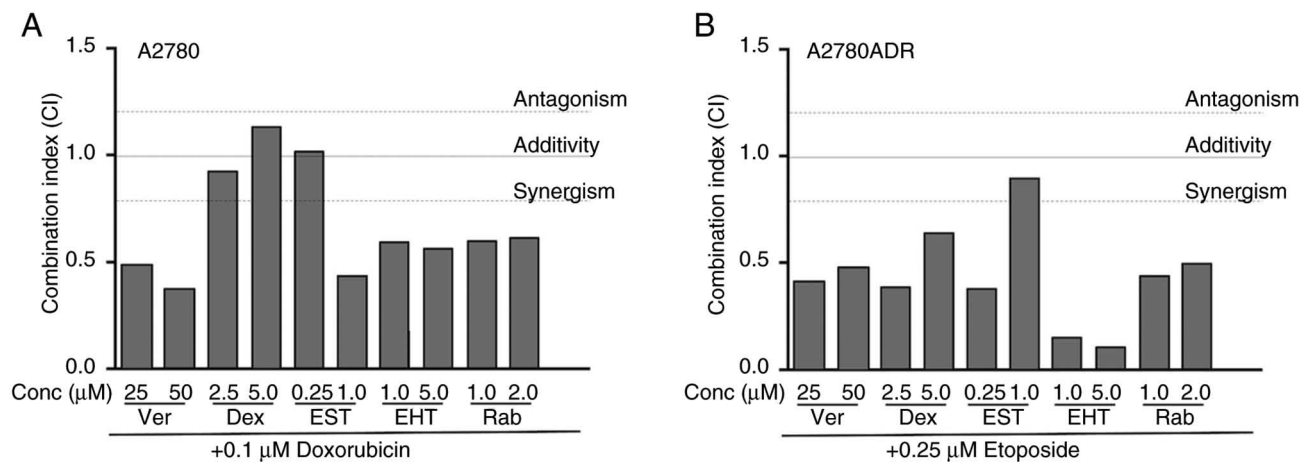 A
A2780
Combination index (CI)
1.5
1.0
0.5
0.0
Antagonism
Additivity
Synergism
Conc (μM) 25 50 2.5 5.0 0.25 1.0 1.0 5.0 1.0 2.0
Ver Dex EST EHT Rab
+0.1 μM Doxorubicin
B
A2780ADR
Combination index (CI)
1.5
1.0
0.5
0.0
Antagonism
Additivity
Synergism
Conc (μM) 25 50 2.5 5.0 0.25 1.0 1.0 5.0 1.0 2.0
Ver Dex EST EHT Rab
+0.25 μM Etoposide